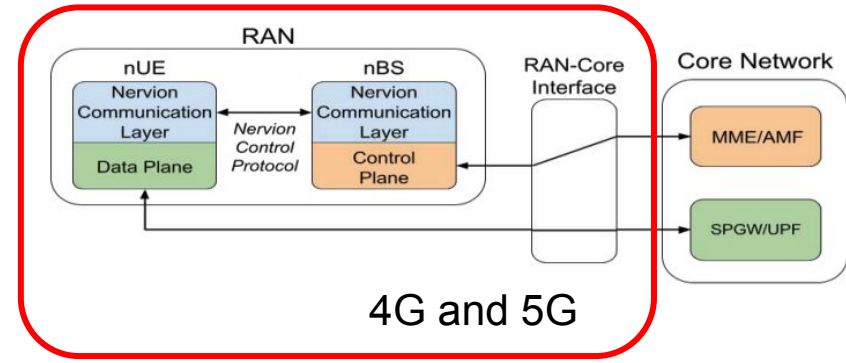 RAN
nUE
Nervion
Communication
Layer
Data Plane
Nervion
Control
Protocol
nBS
Nervion
Communication
Layer
Control
Plane
RAN-Core
Interface
Core Network
MME/AMF
SPGW/UPF
4G and 5G